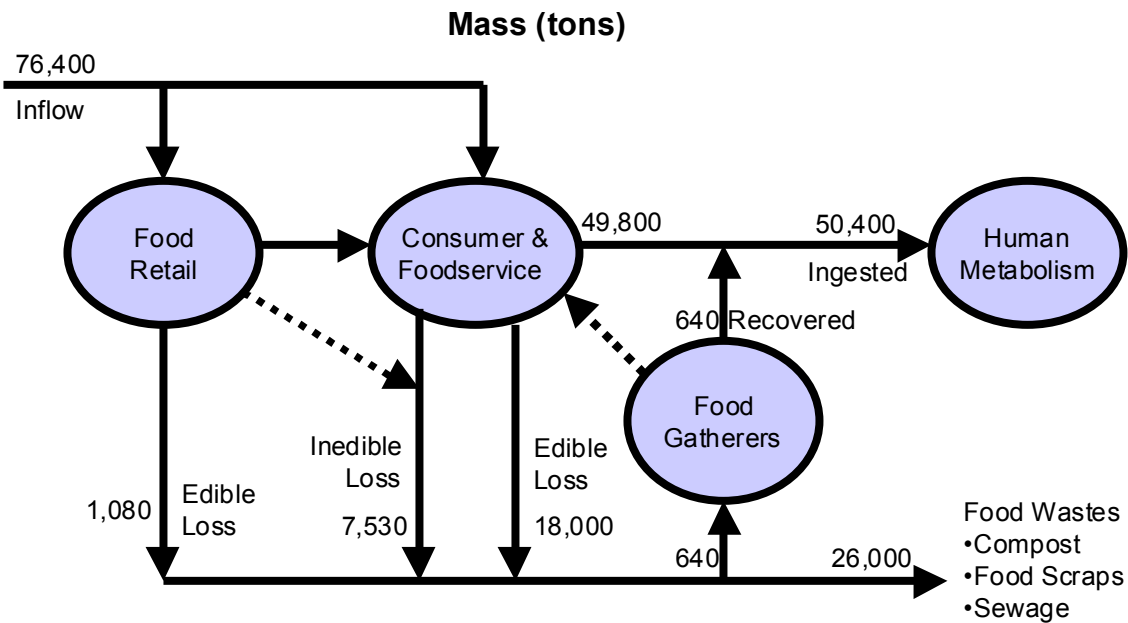 Mass (tons)
76,400
Inflow
Food
Retail
Consumer &
Foodservice
49,800
50,400
Ingested
Human
Metabolism
640 Recovered
Food
Gatherers
Inedible
Loss
7,530
Edible
Loss
18,000
1,080
Edible
Loss
640
26,000
Food Wastes
•Compost
•Food Scraps
•Sewage